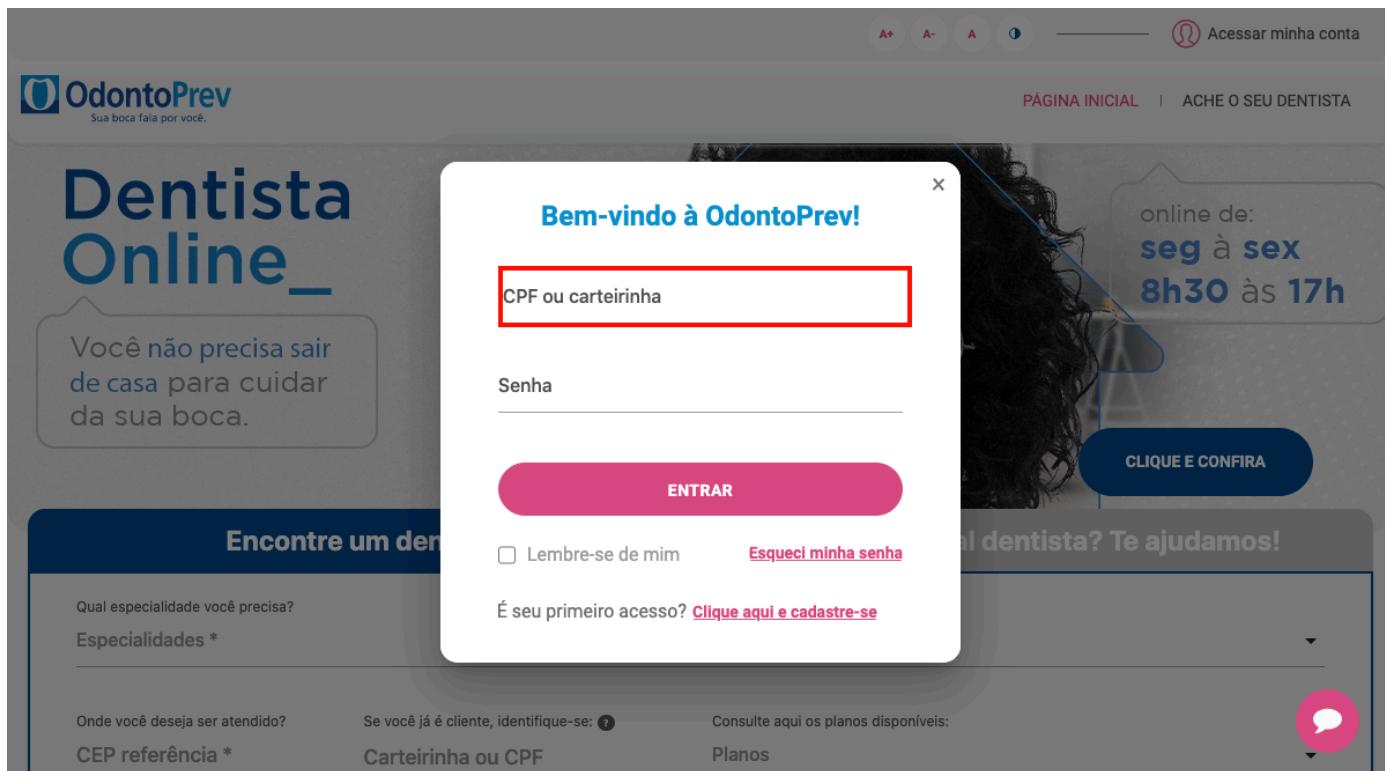 A+ A- A Acessar minha conta
OdontoPrev
Sua boca fala por você.
PÁGINA INICIAL | ACHE O SEU DENTISTA
Dentista
Online_
Você não precisa sair
de casa para cuidar
da sua boca.
online de:
seg à sex
8h30 às 17h
CLIQUE E CONFIRA
×
Bem-vindo à OdontoPrev!
CPF ou carteirinha
Senha
ENTRAR
Lembre-se de mim Esqueci minha senha
É seu primeiro acesso? Clique aqui e cadastre-se
Encontre um den
al dentista? Te ajudamos!
Qual especialidade você precisa?
Especialidades *
Onde você deseja ser atendido? Se você já é cliente, identifique-se: ? Consulte aqui os planos disponíveis:
CEP referência * Carteirinha ou CPF Planos